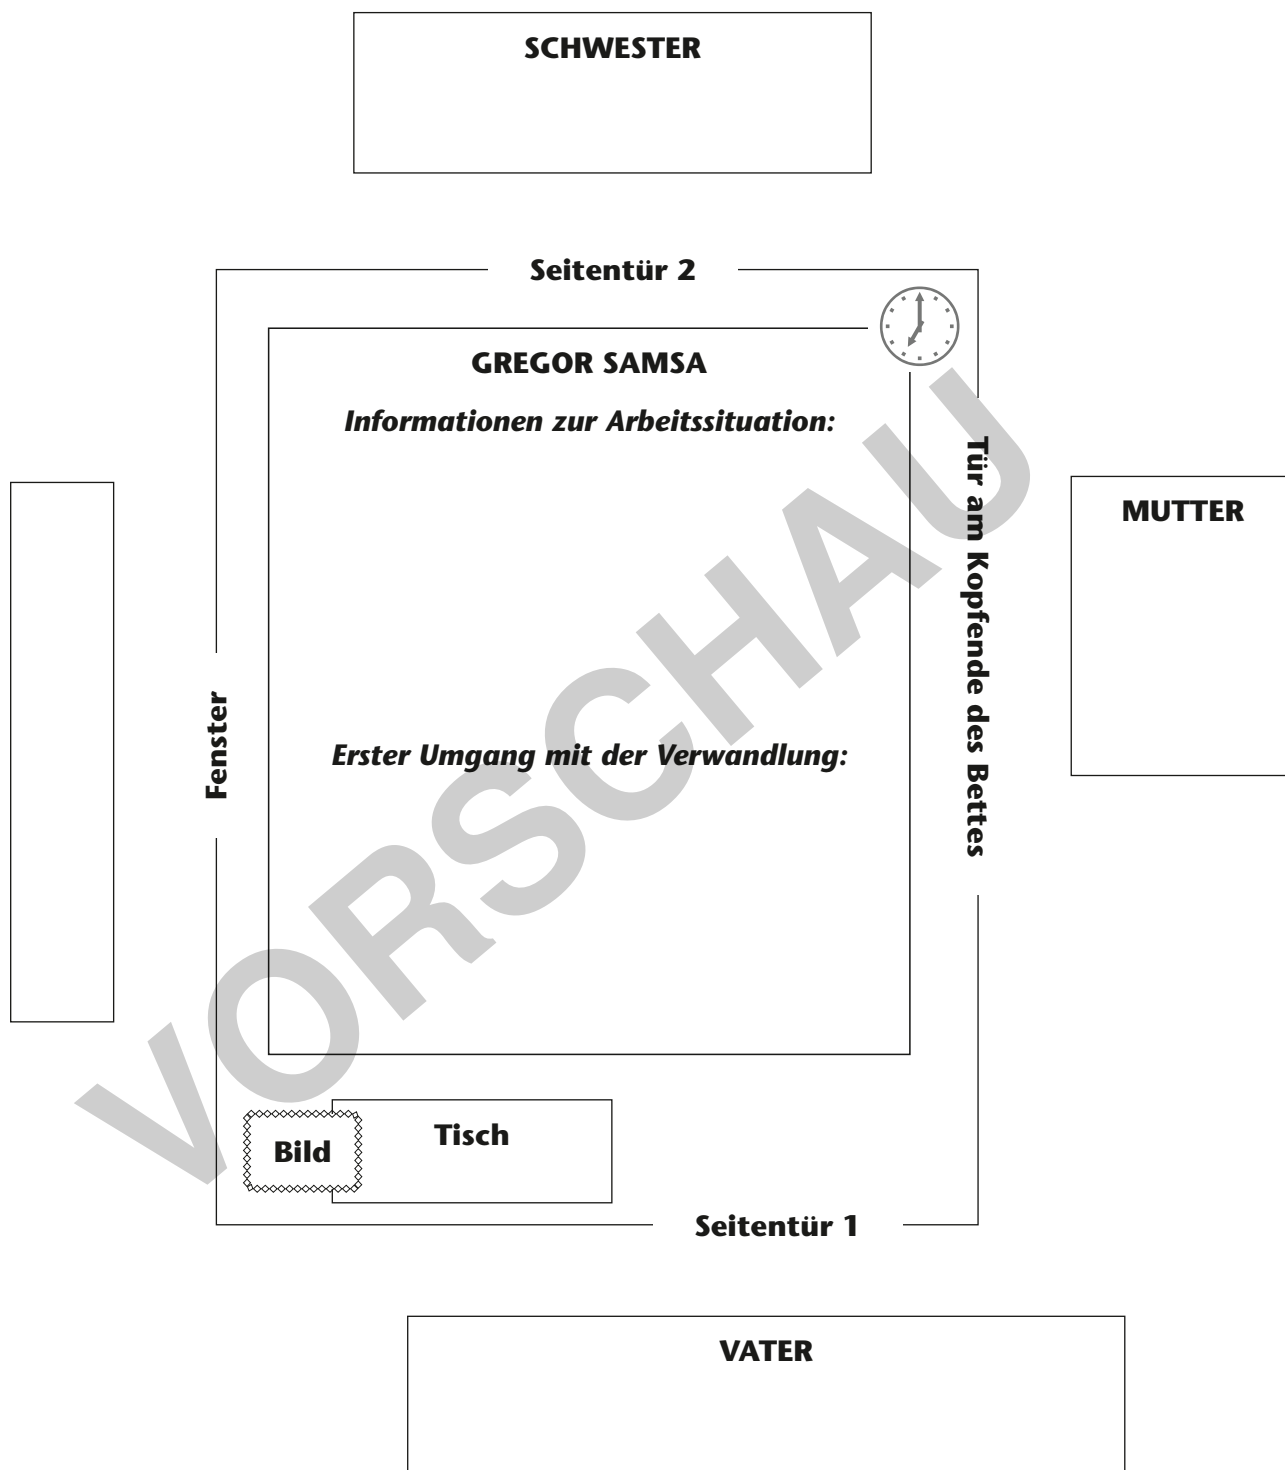 SCHWESTER
Seitentür 2
GREGOR SAMSA
Informationen zur Arbeitssituation:
Tür am Kopfende des Bettes
MUTTER
Fenster
Erster Umgang mit der Verwandlung:
VORSCHAU
Bild
Tisch
Seitentür 1
VATER